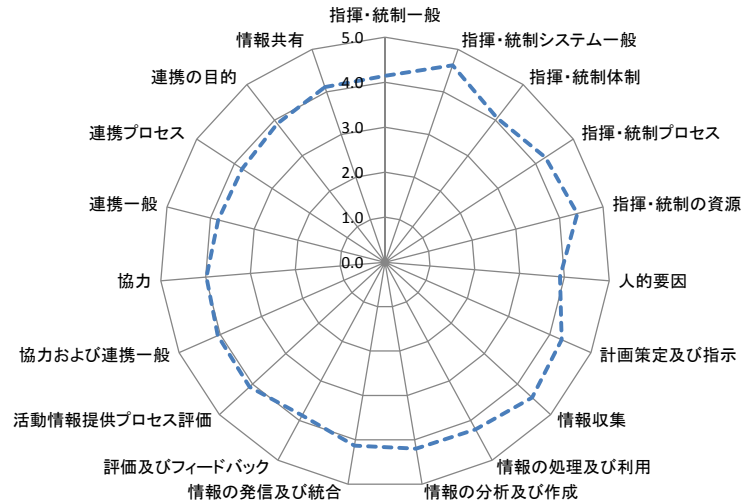 指揮・統制一般
指揮・統制システム一般
指揮・統制体制
指揮・統制プロセス
指揮・統制の資源
人的要因
計画策定及び指示
情報収集
情報の処理及び利用
情報の分析及び作成
情報の発信及び統合
評価及びフィードバック
活動情報提供プロセス評価
協力および連携一般
協力
連携一般
連携プロセス
連携の目的
情報共有
5.0
4.0
3.0
2.0
1.0
0.0